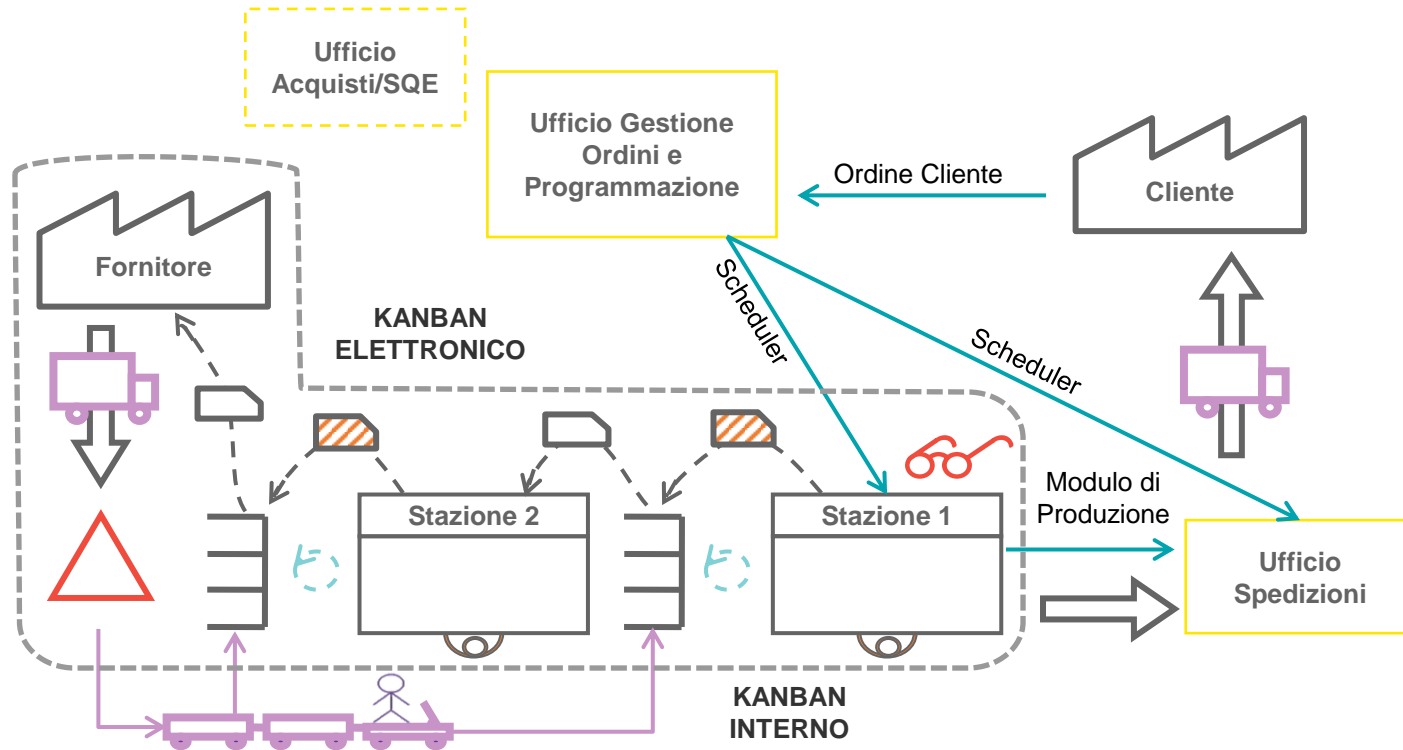 Ufficio
Acquisti/SQE
Ufficio Gestione
Ordini e
Programmazione
Ordine Cliente
Cliente
Fornitore
KANBAN
ELETTRONICO
Scheduler
Scheduler
Stazione 2
Stazione 1
Modulo di
Produzione
Ufficio
Spedizioni
KANBAN
INTERNO